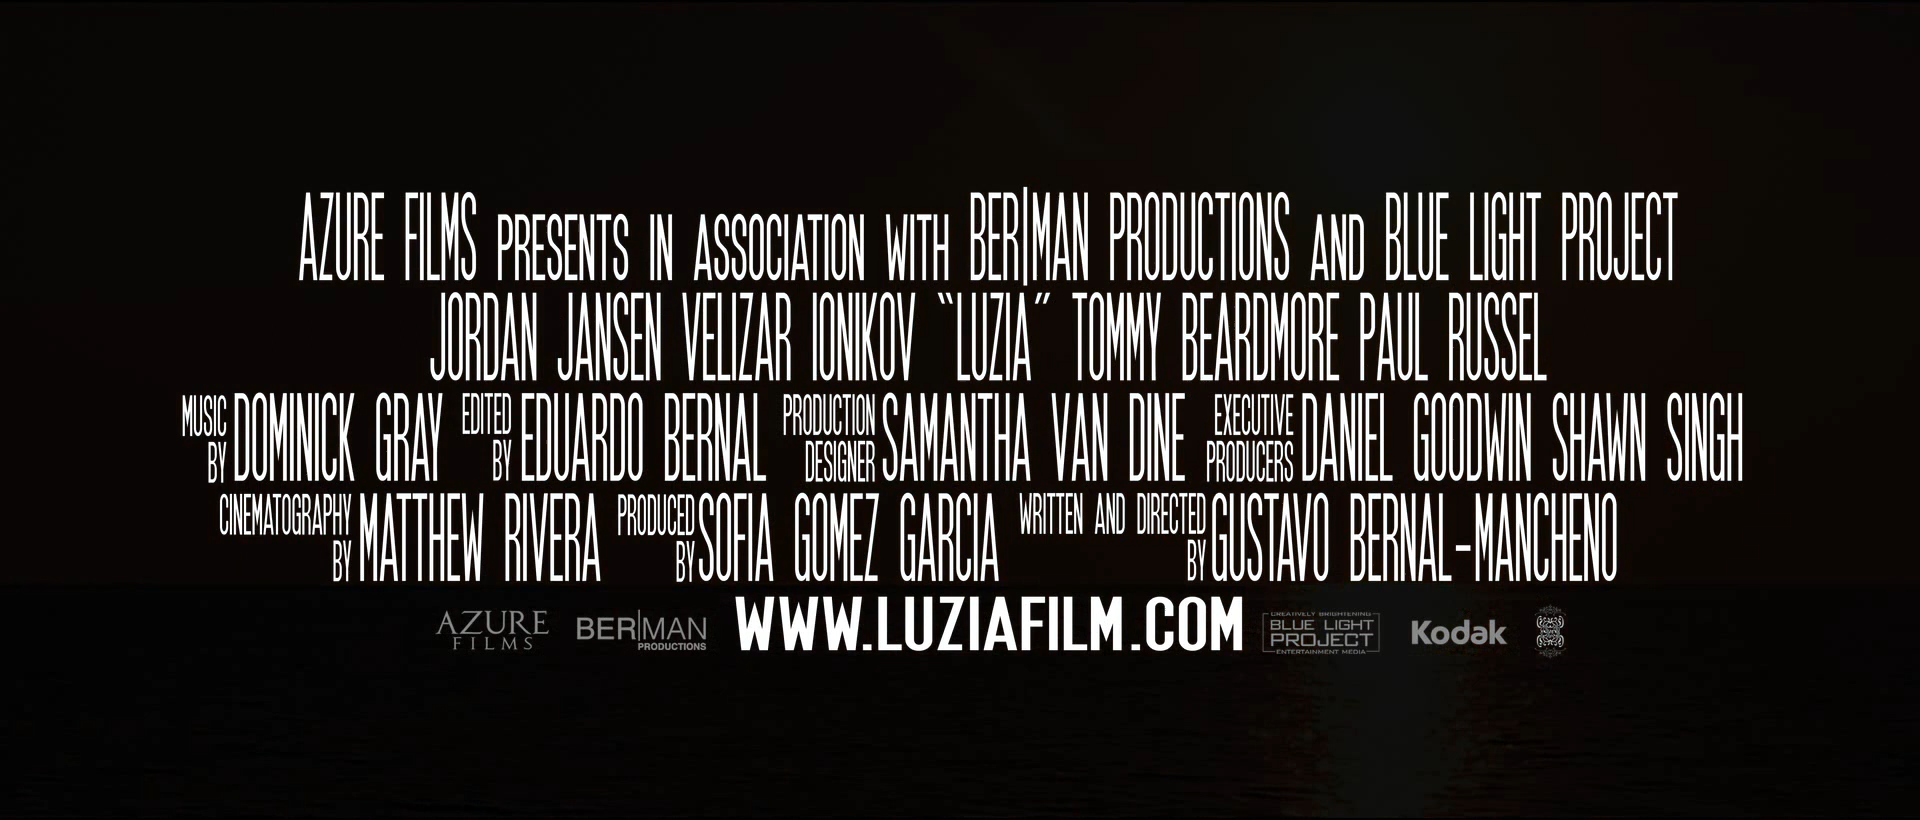 AZURE FILMS PRESENTS IN ASSOCIATION WITH BER|MAN PRODUCTIONS AND BLUE LIGHT PROJECT
JORDAN JANSEN VELIZAR IONIKOV “LUZIA” TOMMY BEARDMORE PAUL RUSSEL
MUSIC BY DOMINICK GRAY EDITED BY EDUARDO BERNAL PRODUCTION DESIGNER SAMANTHA VAN DINE EXECUTIVE PRODUCERS DANIEL GOODWIN SHAWN SINGH
CINEMATOGRAPHY BY MATTHEW RIVERA PRODUCED BY SOFIA GOMEZ GARCIA WRITTEN AND DIRECTED BY GUSTAVO BERNAL-MANCHENO
AZURE FILMS
BER|MAN PRODUCTIONS
WWW.LUZIAFILM.COM
CREATIVELY BRIGHTENING
BLUE LIGHT
PROJECT
ENTERTAINMENT MEDIA
Kodak